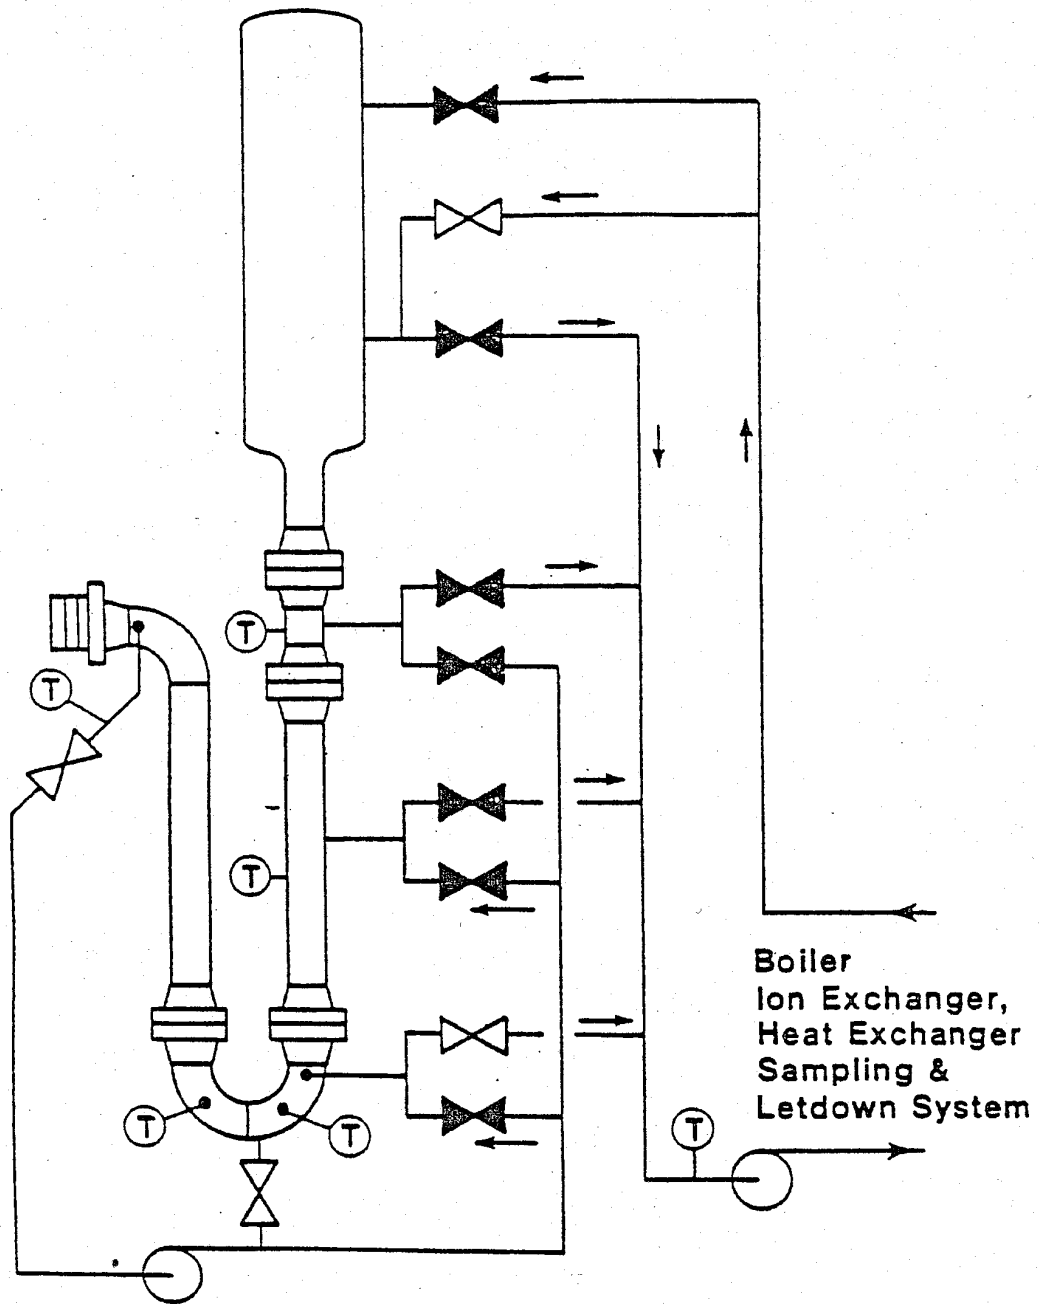 T
T
T
Boiler
Ion Exchanger,
Heat Exchanger
Sampling &
Letdown System
T
T
T